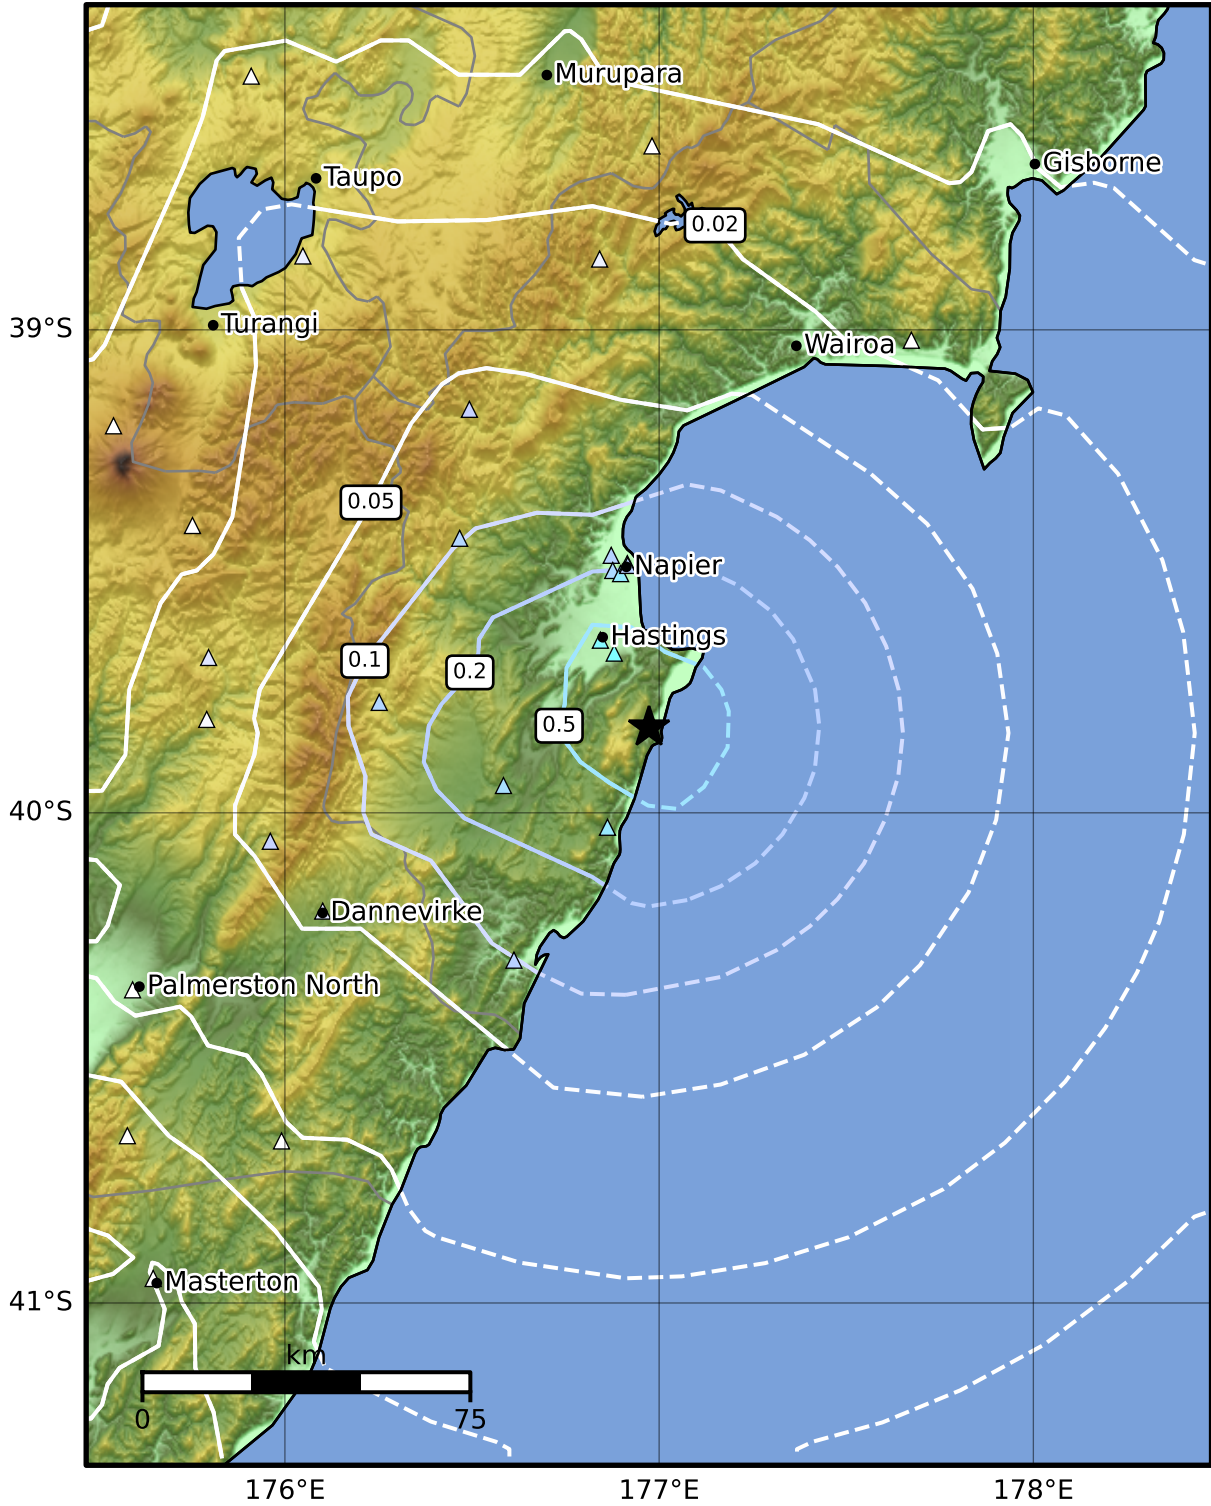 Murupara
Gisborne
Taupo
0.02
39°S
Turangi
Wairoa
0.05
Napier
Hastings
0.1
0.2
0.5
40°S
Dannevirke
Palmerston North
Masterton
41°S
km
0
75
176°E
177°E
178°E